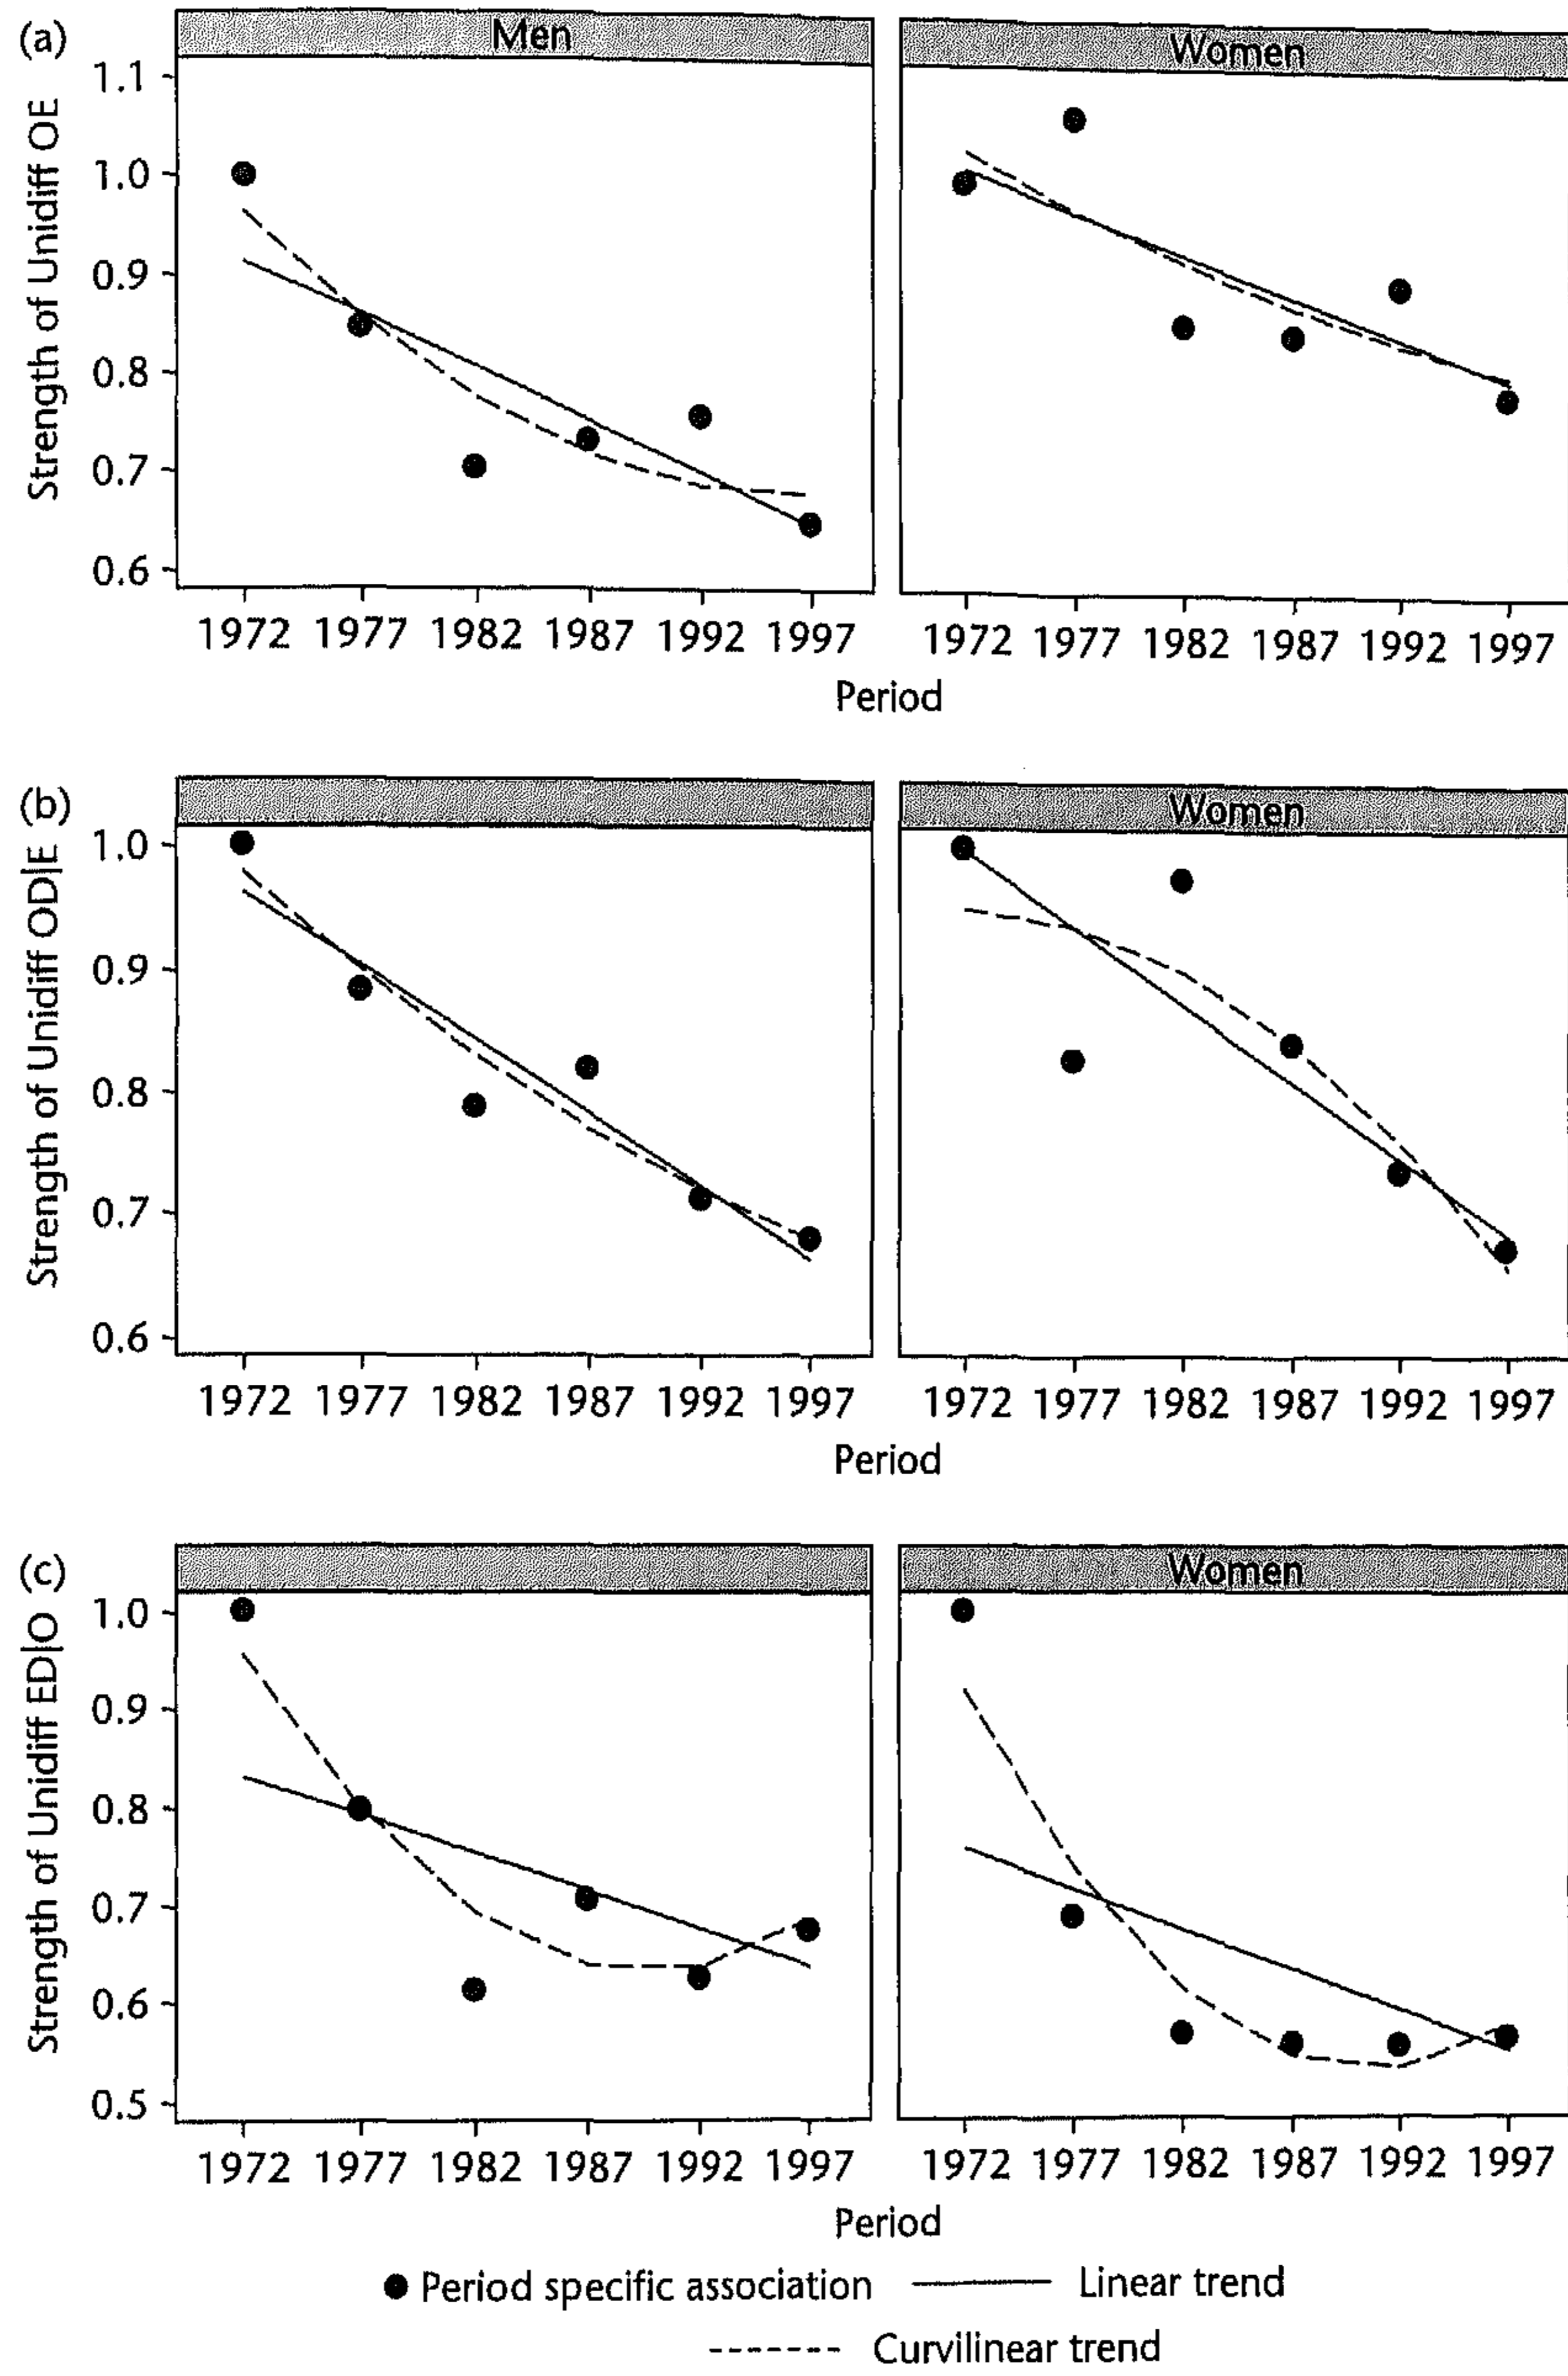 (a)
Men
Women
Strength of Unidiff OE
1.1
1.0
0.9
0.8
0.7
0.6
1972 1977 1982 1987 1992 1997
1972 1977 1982 1987 1992 1997
Period
(b)
Women
Strength of Unidiff OD|E
1.0
0.9
0.8
0.7
0.6
1972 1977 1982 1987 1992 1997
1972 1977 1982 1987 1992 1997
Period
(c)
Women
Strength of Unidiff ED|O
1.0
0.9
0.8
0.7
0.6
0.5
1972 1977 1982 1987 1992 1997
1972 1977 1982 1987 1992 1997
Period
Period specific association
Linear trend
Curvilinear trend